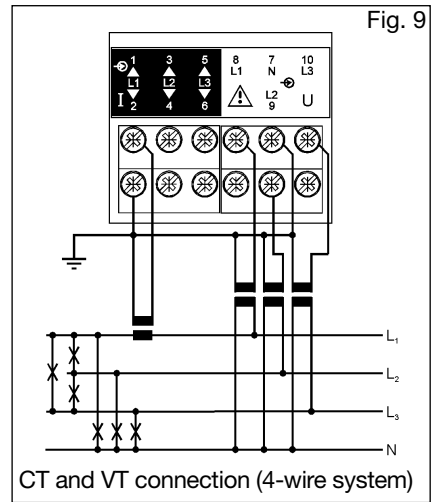 Fig. 9
1 3 5 8 7 10
L1 N L3
L1 L2 L3
L2
I 2 4 6 9 U
L₁
L₂
L₃
N
CT and VT connection (4-wire system)